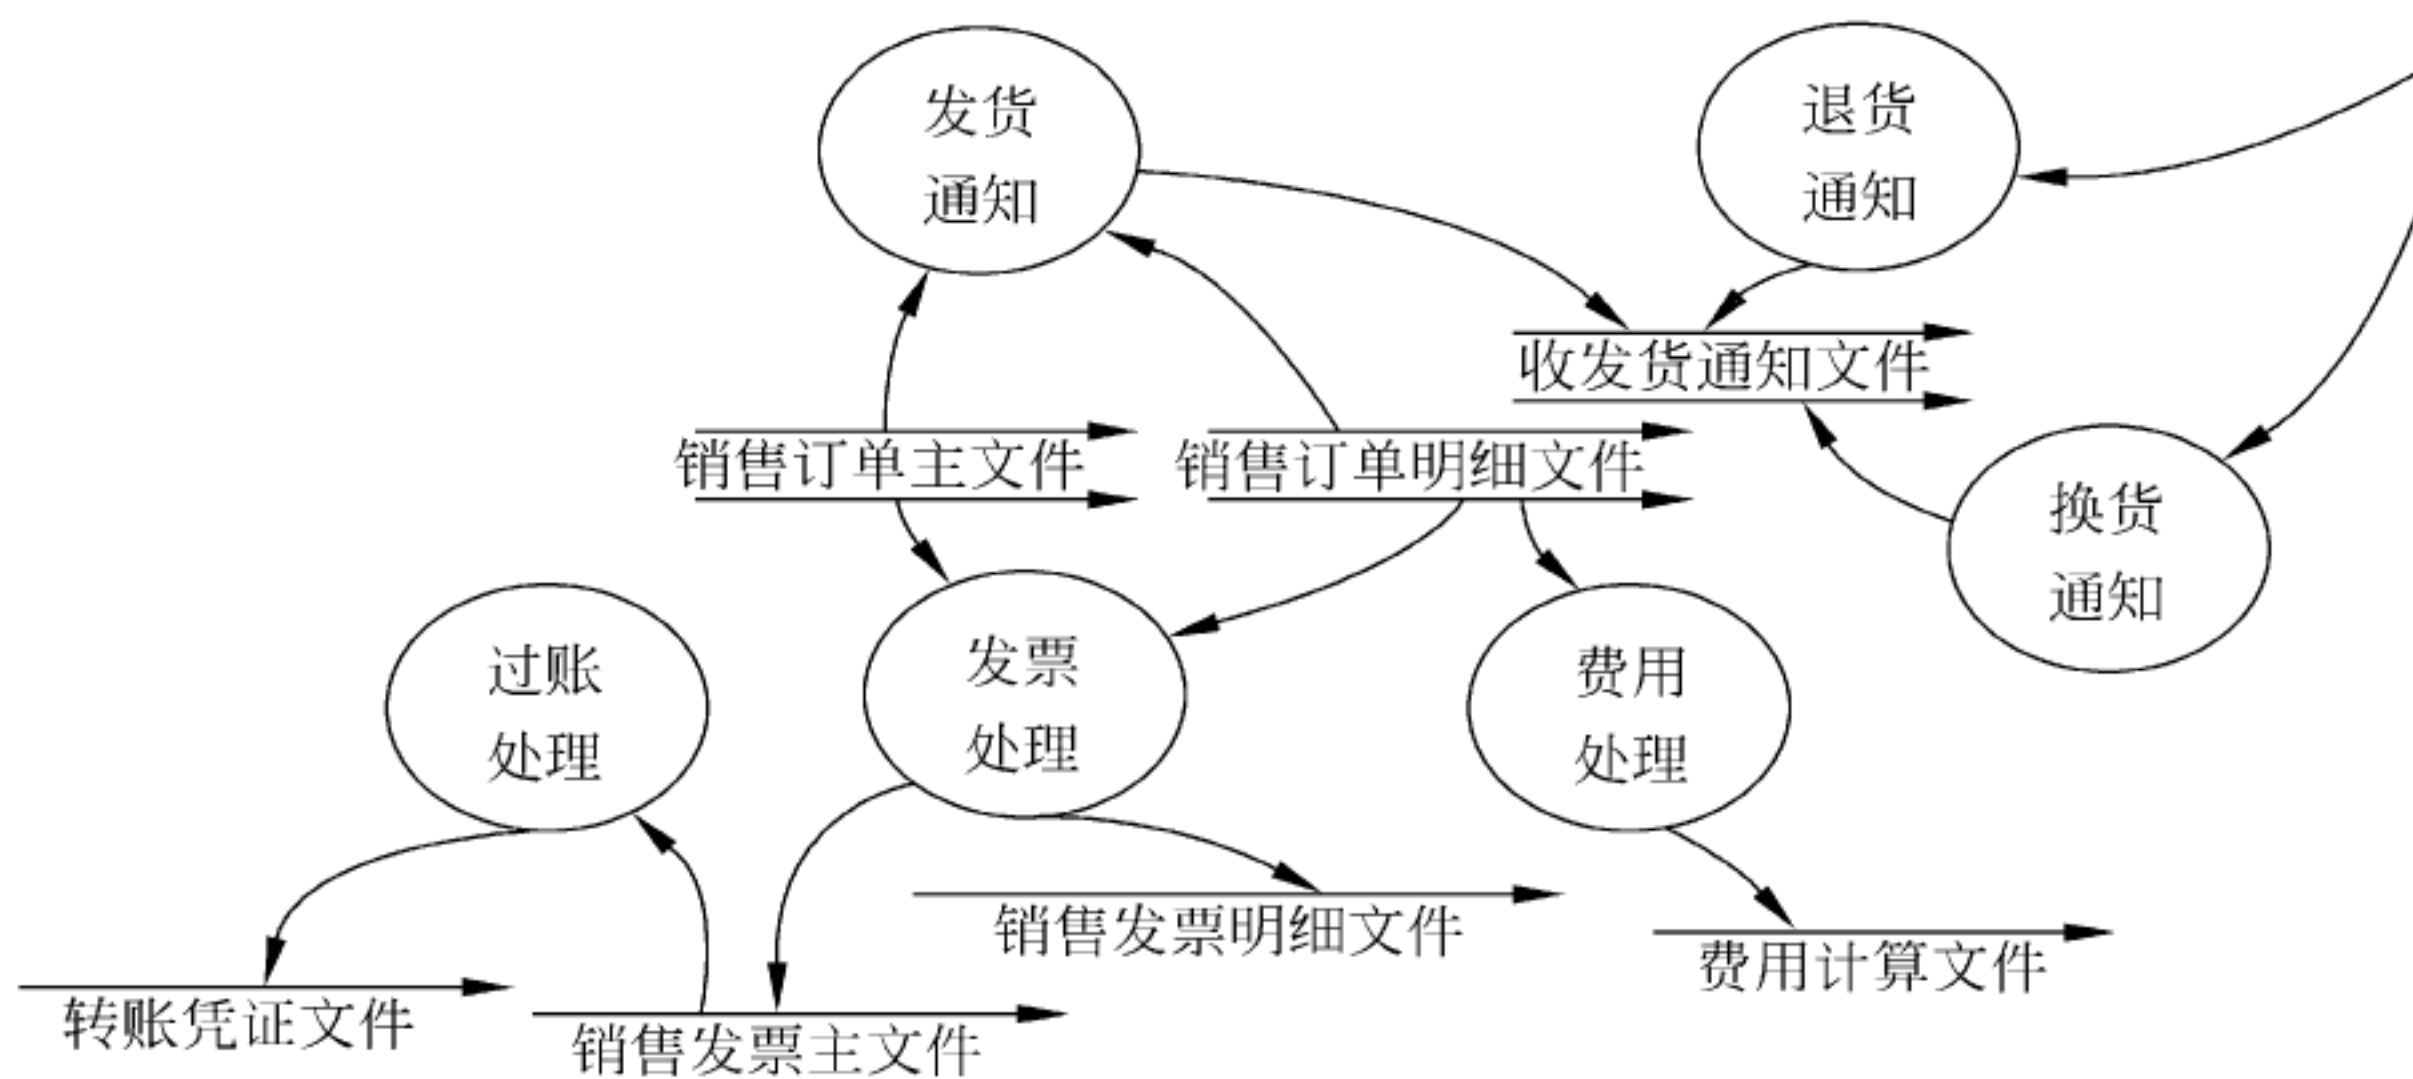 发货
通知
退货
通知
收发货通知文件
销售订单主文件
销售订单明细文件
换货
通知
过账
处理
发票
处理
费用
处理
销售发票明细文件
费用计算文件
转账凭证文件
销售发票主文件